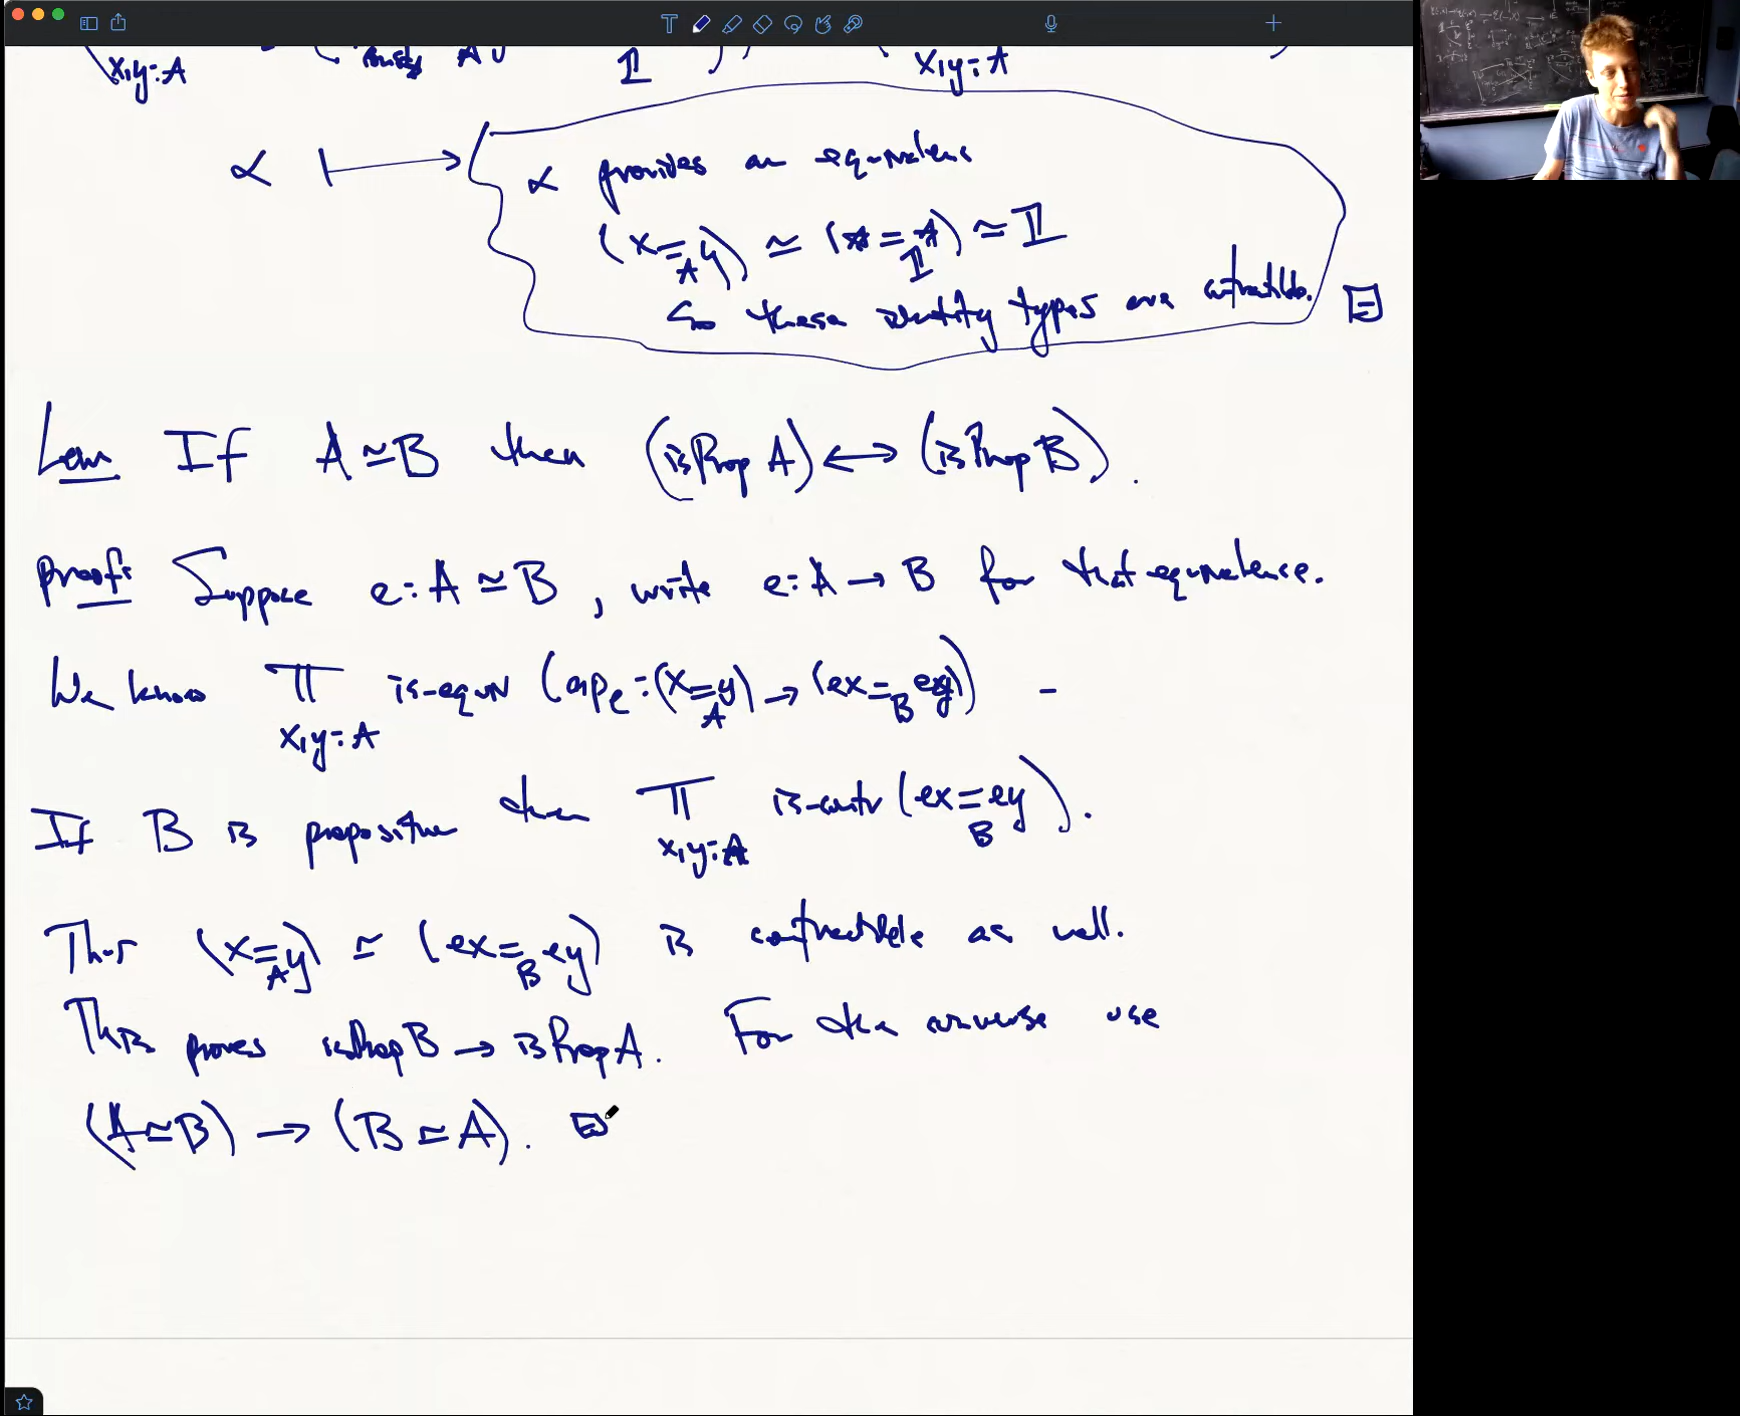 x,y:A A 𝟙 x,y:A
α ↦ α provides an equivalence
(x =_A y) ≃ (* =_𝟙 *) ≃ 𝟙
So these identity types are contractible. ⊟
Lem If A ≃ B then (isProp A) ↔ (isProp B).
Proof: Suppose e: A ≃ B, write e: A → B for that equivalence.
We know Π_{x,y:A} is-equiv (ap_e : (x =_A y) → (ex =_B ey)) -
If B is proposition then Π_{x,y:A} is-contr (ex =_B ey).
Thus (x =_A y) ≃ (ex =_B ey) is contractible as well.
This proves isProp B → isProp A. For the converse use
(A ≃ B) → (B ≃ A). ⊟